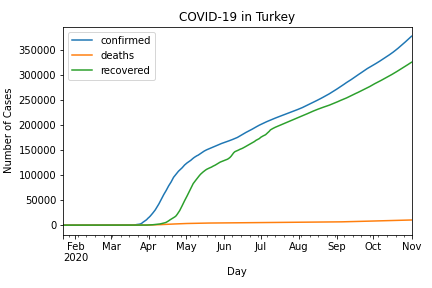 COVID-19 in Turkey
confirmed
deaths
recovered
Number of Cases
350000
300000
250000
200000
150000
100000
50000
0
Feb Mar Apr May Jun Jul Aug Sep Oct Nov
2020
Day